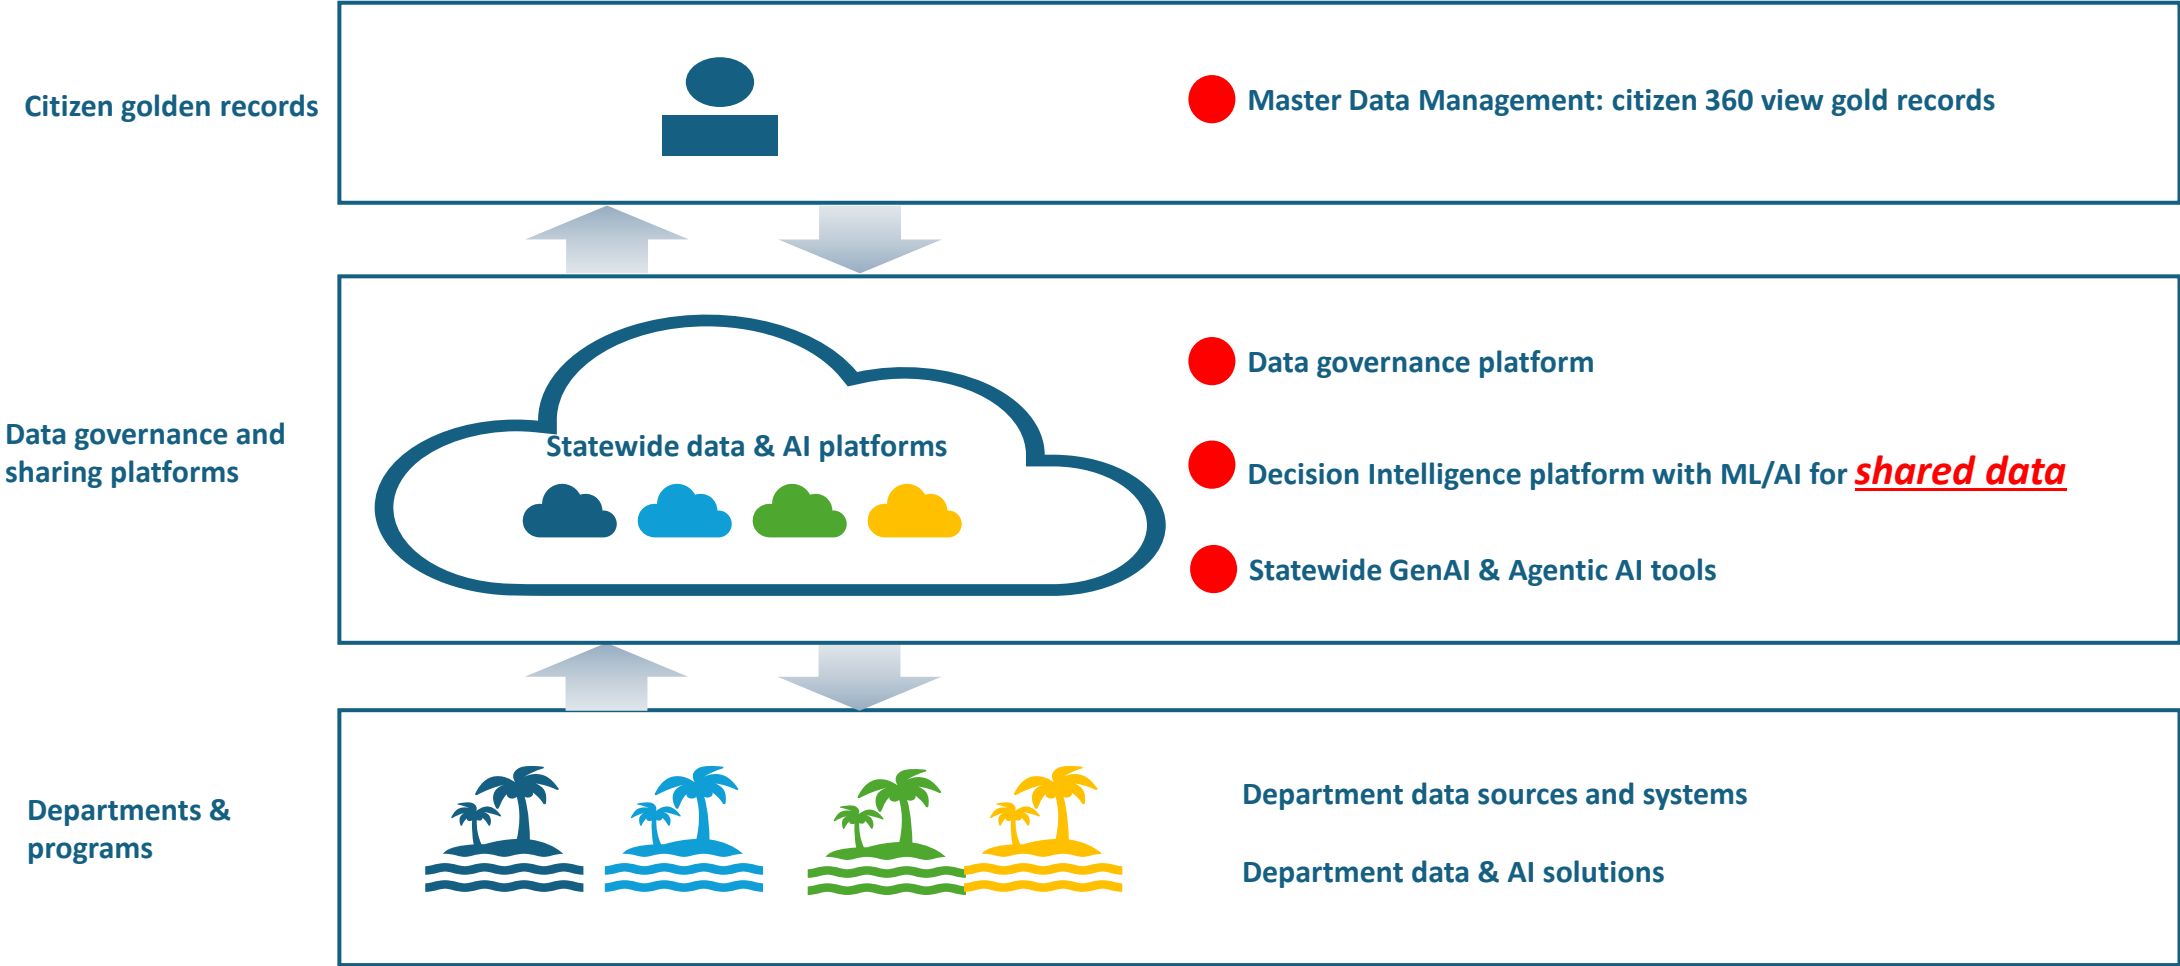 Citizen golden records
Master Data Management: citizen 360 view gold records
Data governance and
sharing platforms
Statewide data & AI platforms
Data governance platform
Decision Intelligence platform with ML/AI for shared data
Statewide GenAI & Agentic AI tools
Departments &
programs
Department data sources and systems
Department data & AI solutions